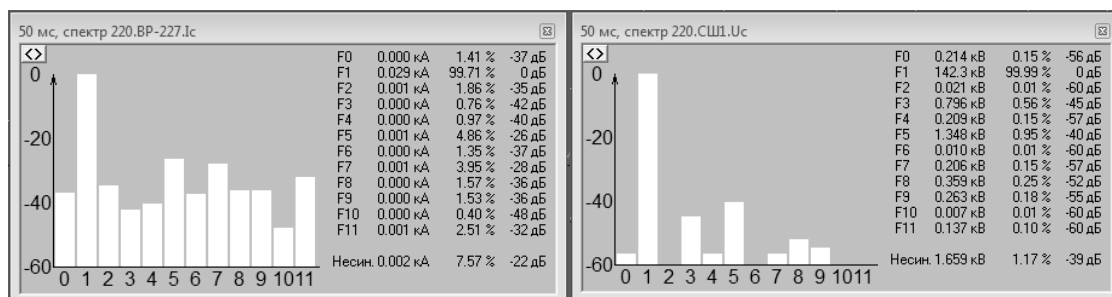 50 мс, спектр 220.ВР-227.Ic
<>
F0 0.000 кА 1.41 % -37 дБ
F1 0.029 кА 99.71 % 0 дБ
F2 0.001 кА 1.86 % -35 дБ
F3 0.000 кА 0.76 % -42 дБ
F4 0.000 кА 0.97 % -40 дБ
F5 0.001 кА 4.86 % -26 дБ
F6 0.000 кА 1.35 % -37 дБ
F7 0.001 кА 3.95 % -28 дБ
F8 0.000 кА 1.57 % -36 дБ
F9 0.000 кА 1.53 % -36 дБ
F10 0.000 кА 0.40 % -48 дБ
F11 0.001 кА 2.51 % -32 дБ
Несин. 0.002 кА 7.57 % -22 дБ
0
-20
-40
-60
0 1 2 3 4 5 6 7 8 9 10 11
50 мс, спектр 220.СШ1.Uc
<>
F0 0.214 кВ 0.15 % -56 дБ
F1 142.3 кВ 99.99 % 0 дБ
F2 0.021 кВ 0.01 % -60 дБ
F3 0.796 кВ 0.56 % -45 дБ
F4 0.209 кВ 0.15 % -57 дБ
F5 1.348 кВ 0.95 % -40 дБ
F6 0.010 кВ 0.01 % -60 дБ
F7 0.206 кВ 0.15 % -57 дБ
F8 0.359 кВ 0.25 % -52 дБ
F9 0.263 кВ 0.18 % -55 дБ
F10 0.007 кВ 0.01 % -60 дБ
F11 0.137 кВ 0.10 % -60 дБ
Несин. 1.659 кВ 1.17 % -39 дБ
0
-20
-40
-60
0 1 2 3 4 5 6 7 8 9 10 11